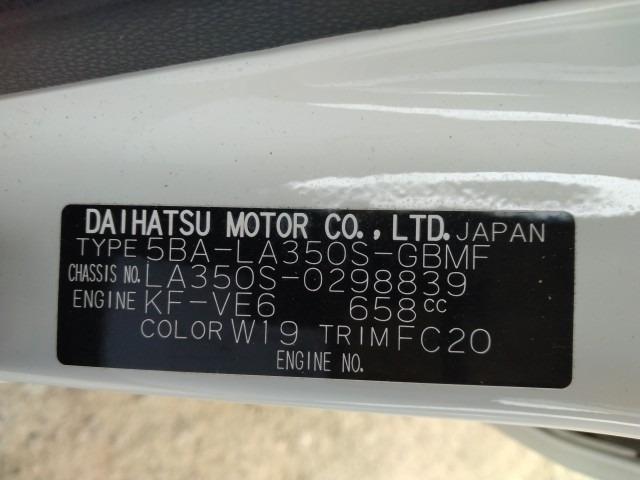 DAIHATSU MOTOR CO., LTD. JAPAN
TYPE 5BA-LA350S-GBMF
CHASSIS NO. LA350S-0298839
ENGINE KF-VE6 658cc
COLOR W19 TRIM FC20
ENGINE NO.